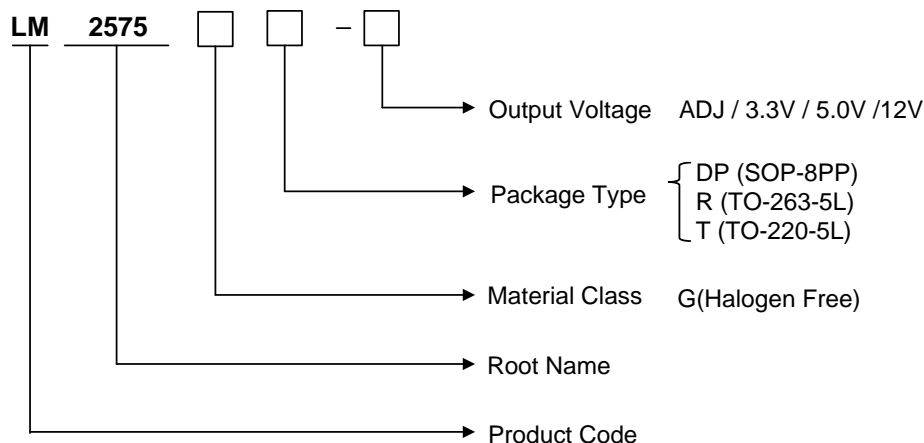 LM 2575 –
Output Voltage ADJ / 3.3V / 5.0V /12V
Package Type
DP (SOP-8PP)
R (TO-263-5L)
T (TO-220-5L)
Material Class G(Halogen Free)
Root Name
Product Code